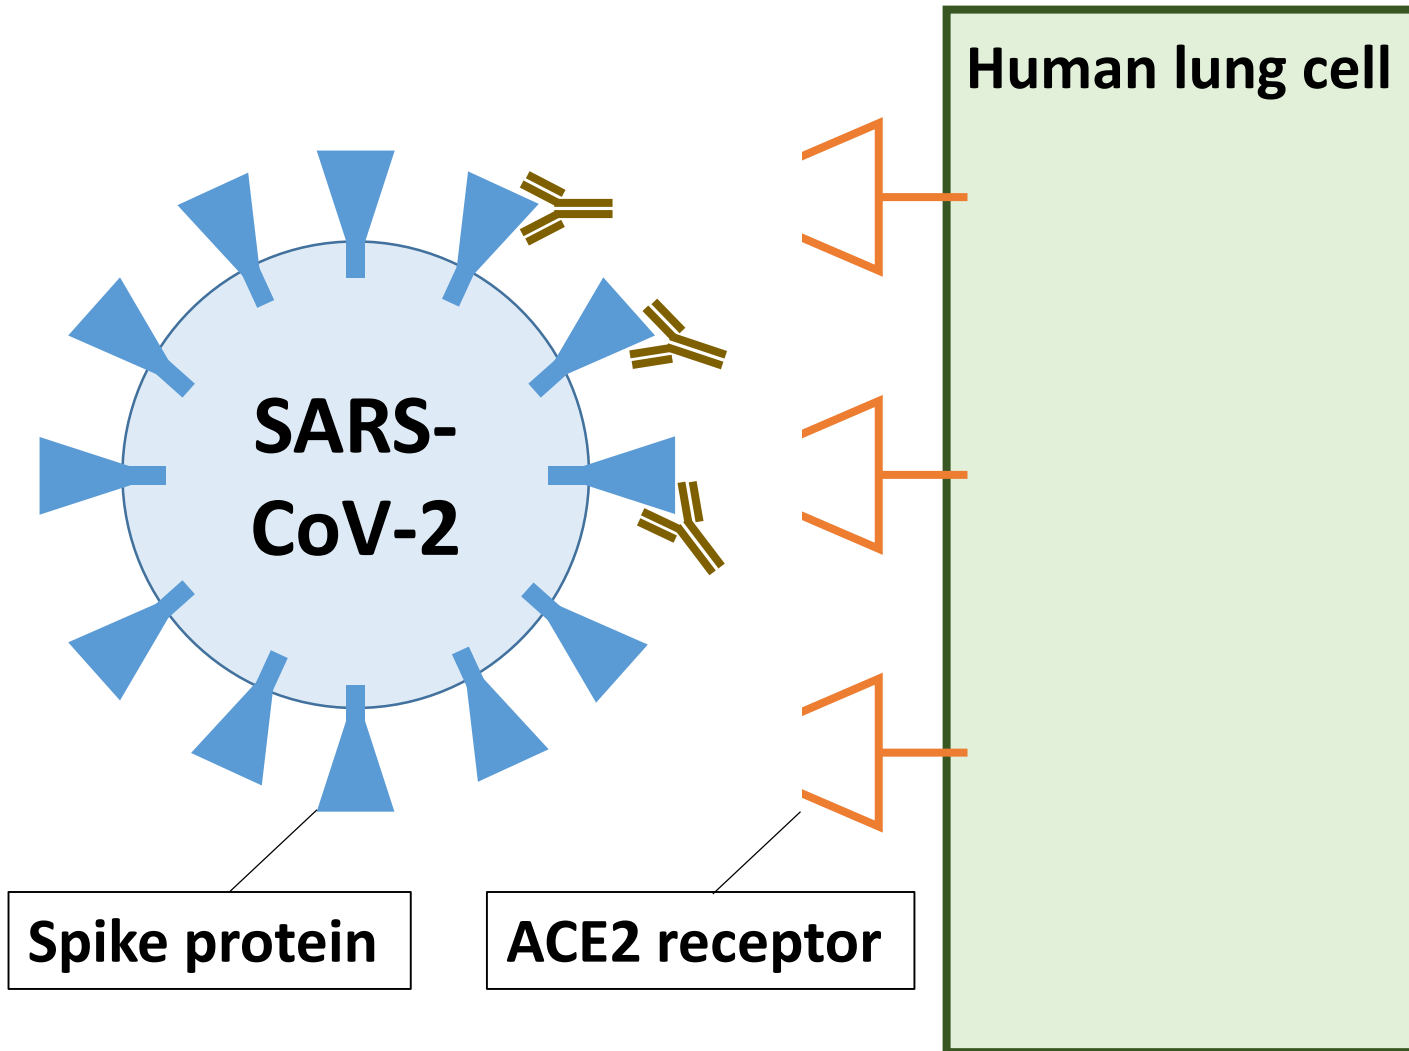 Human lung cell
SARS-
CoV-2
Spike protein
ACE2 receptor